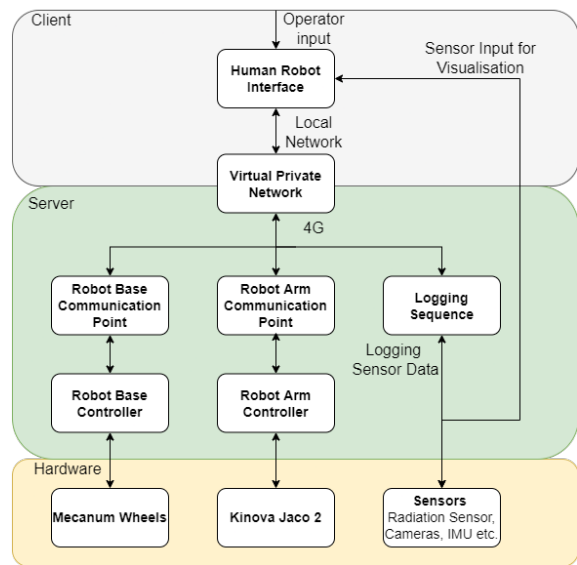 Client
Operator
input
Human Robot
Interface
Sensor Input for
Visualisation
Local
Network
Virtual Private
Network
Server
4G
Robot Base
Communication
Point
Robot Arm
Communication
Point
Logging
Sequence
Logging
Sensor Data
Robot Base
Controller
Robot Arm
Controller
Hardware
Mecanum Wheels
Kinova Jaco 2
Sensors
Radiation Sensor,
Cameras, IMU etc.